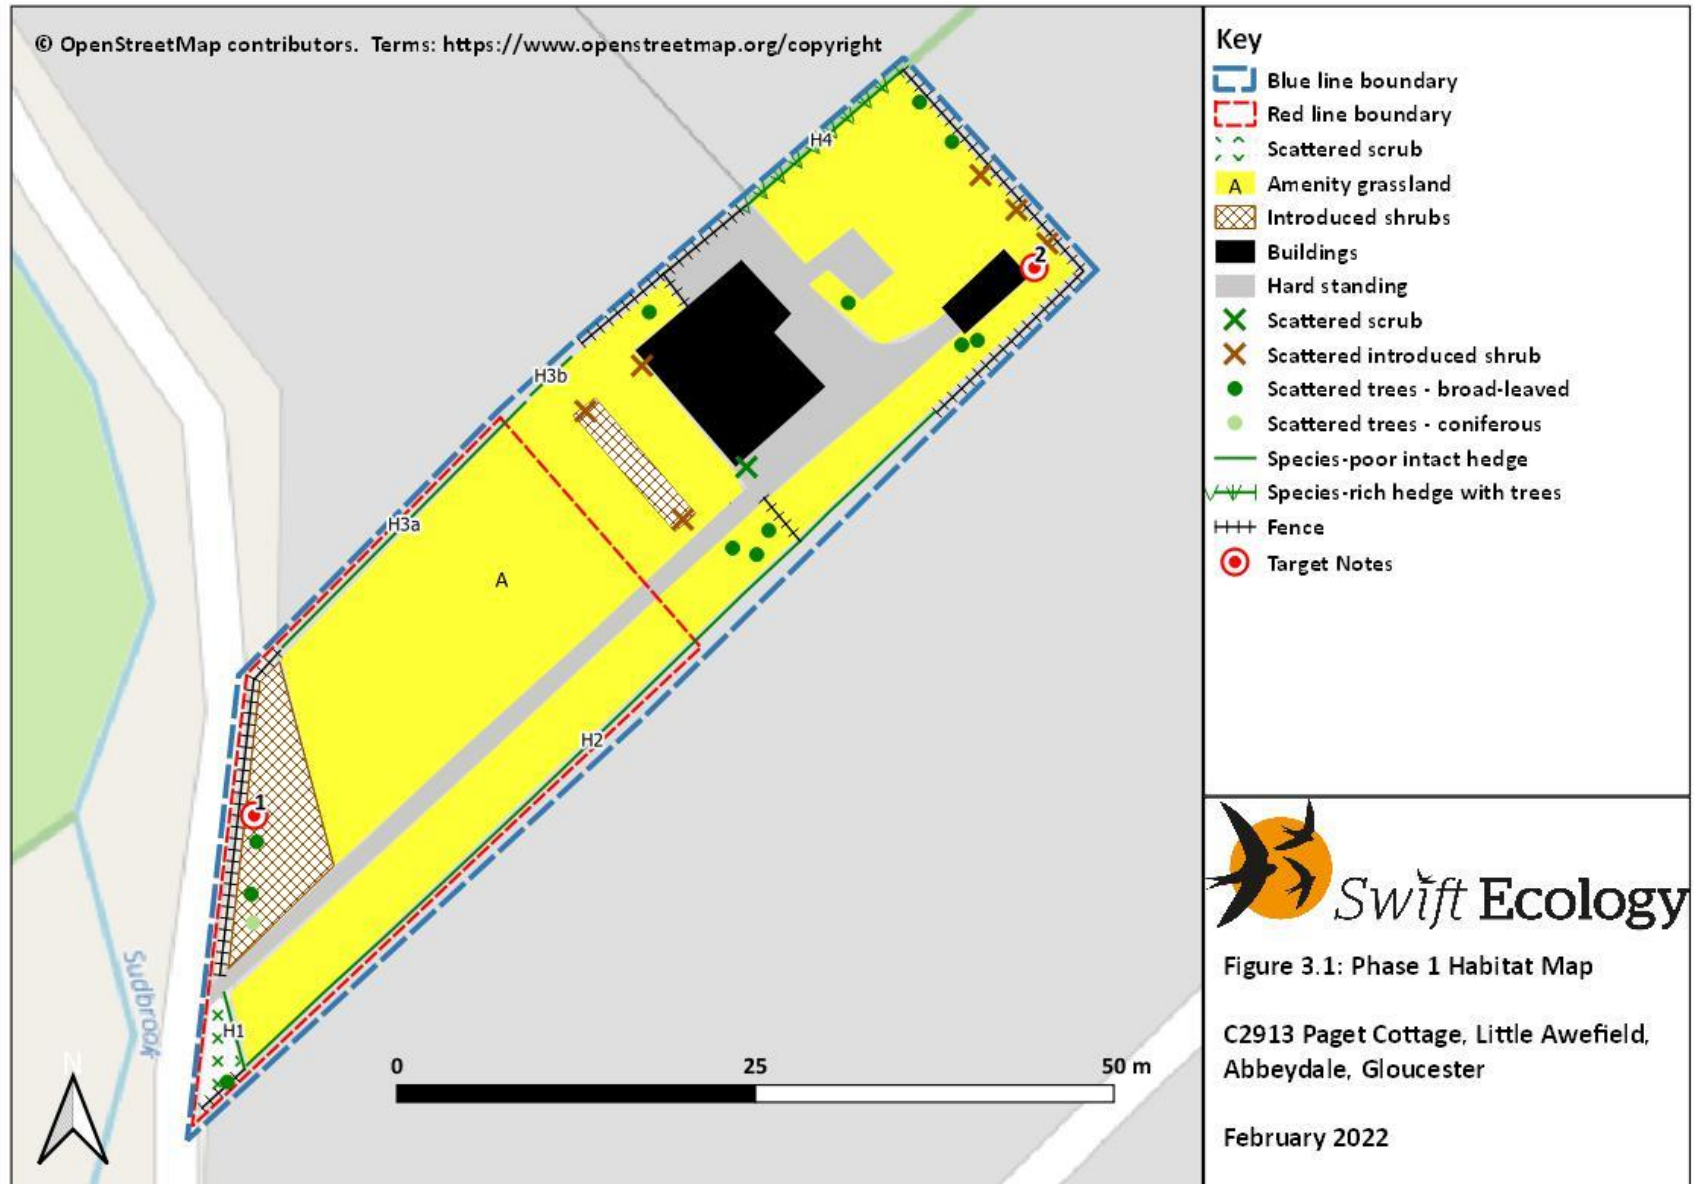 © OpenStreetMap contributors.  Terms: https://www.openstreetmap.org/copyright
H4
2
H3b
H3a
A
H2
1
H1
Sudbrook
N
0
25
50 m
Key
Blue line boundary
Red line boundary
Scattered scrub
A
Amenity grassland
Introduced shrubs
Buildings
Hard standing
Scattered scrub
Scattered introduced shrub
Scattered trees - broad-leaved
Scattered trees - coniferous
Species-poor intact hedge
Species-rich hedge with trees
Fence
Target Notes
Swift Ecology
Figure 3.1: Phase 1 Habitat Map
C2913 Paget Cottage, Little Awefield,
Abbeydale, Gloucester
February 2022